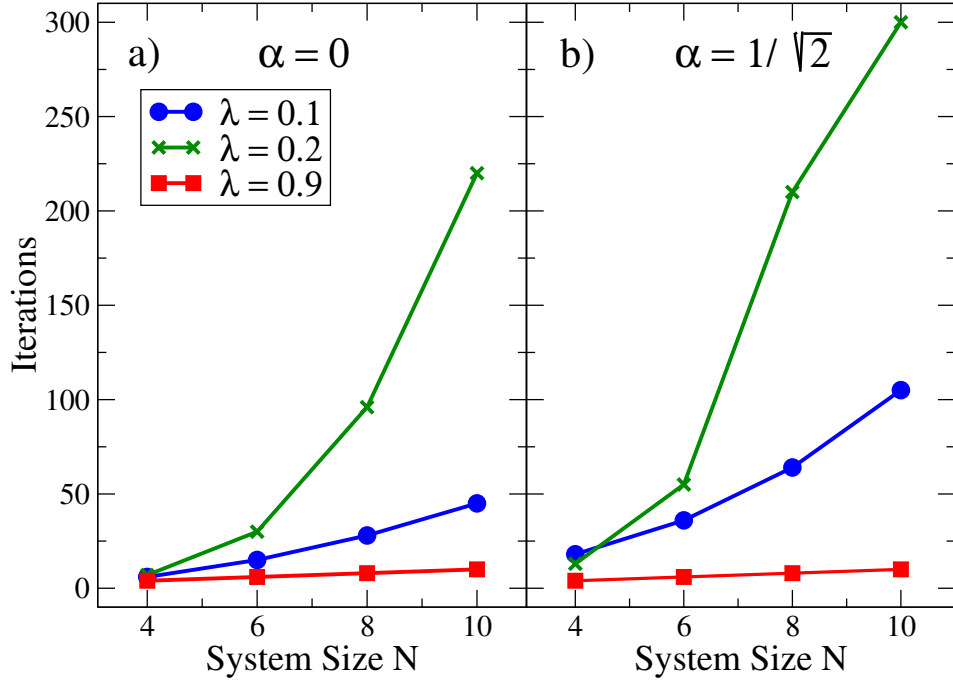 a) α = 0
b) α = 1/ √2
λ = 0.1
λ = 0.2
λ = 0.9
Iterations
300
250
200
150
100
50
0
4 6 8 10
4 6 8 10
System Size N
System Size N